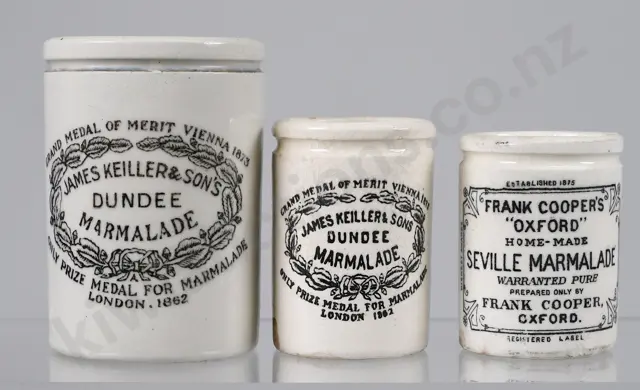 GRAND MEDAL OF MERIT VIENNA 1873
JAMES KEILLER & SON'S
DUNDEE
MARMALADE
ONLY PRIZE MEDAL FOR MARMALADE
LONDON. 1862
GRAND MEDAL OF MERIT VIENNA 1873
JAMES KEILLER & SONS
DUNDEE
MARMALADE
ONLY PRIZE MEDAL FOR MARMALADE
LONDON 1862
ESTABLISHED 1875
FRANK COOPER'S
"OXFORD"
HOME-MADE
SEVILLE MARMALADE
WARRANTED PURE
PREPARED ONLY BY
FRANK COOPER,
OXFORD.
REGISTERED LABEL